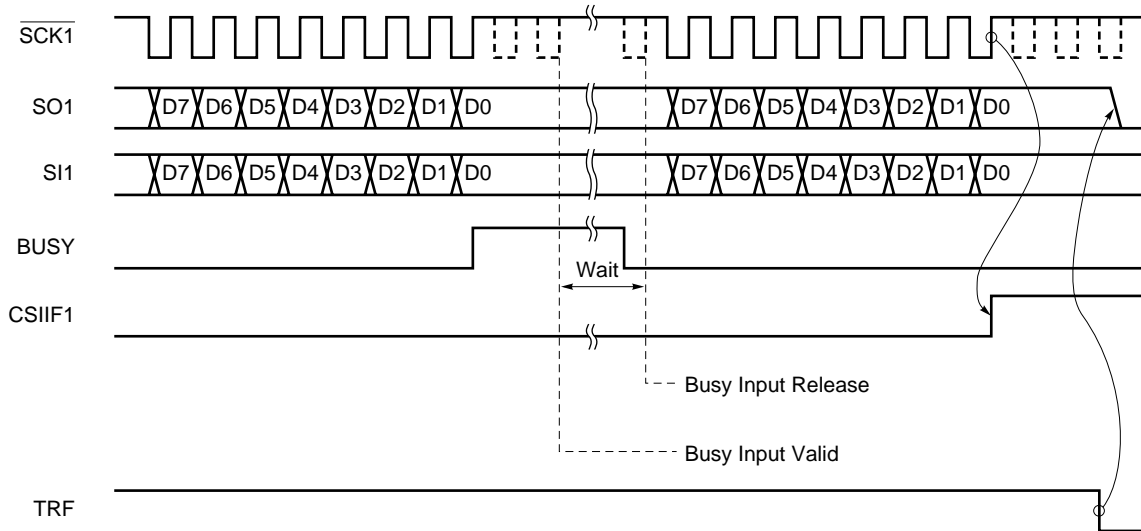 SCK1
SO1 D7 D6 D5 D4 D3 D2 D1 D0 D7 D6 D5 D4 D3 D2 D1 D0
SI1 D7 D6 D5 D4 D3 D2 D1 D0 D7 D6 D5 D4 D3 D2 D1 D0
BUSY
Wait
CSIIF1
Busy Input Release
Busy Input Valid
TRF